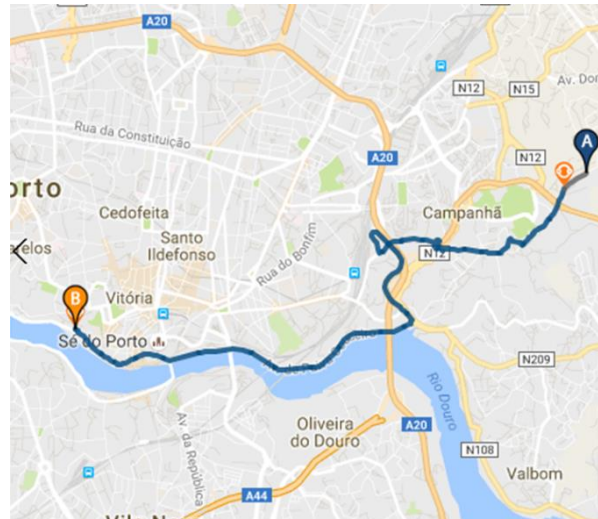 A20
N12
N15
Av. Do
Rua da Constituição
A20
N12
A
orto
Cedofeita
Campanhã
Santo
Ildefonso
Rua do Bonfim
N12
B
Vitória
Sé do Porto
N209
Rio Douro
Av. da
República
Oliveira
do Douro
A20
N108
Valbom
A44